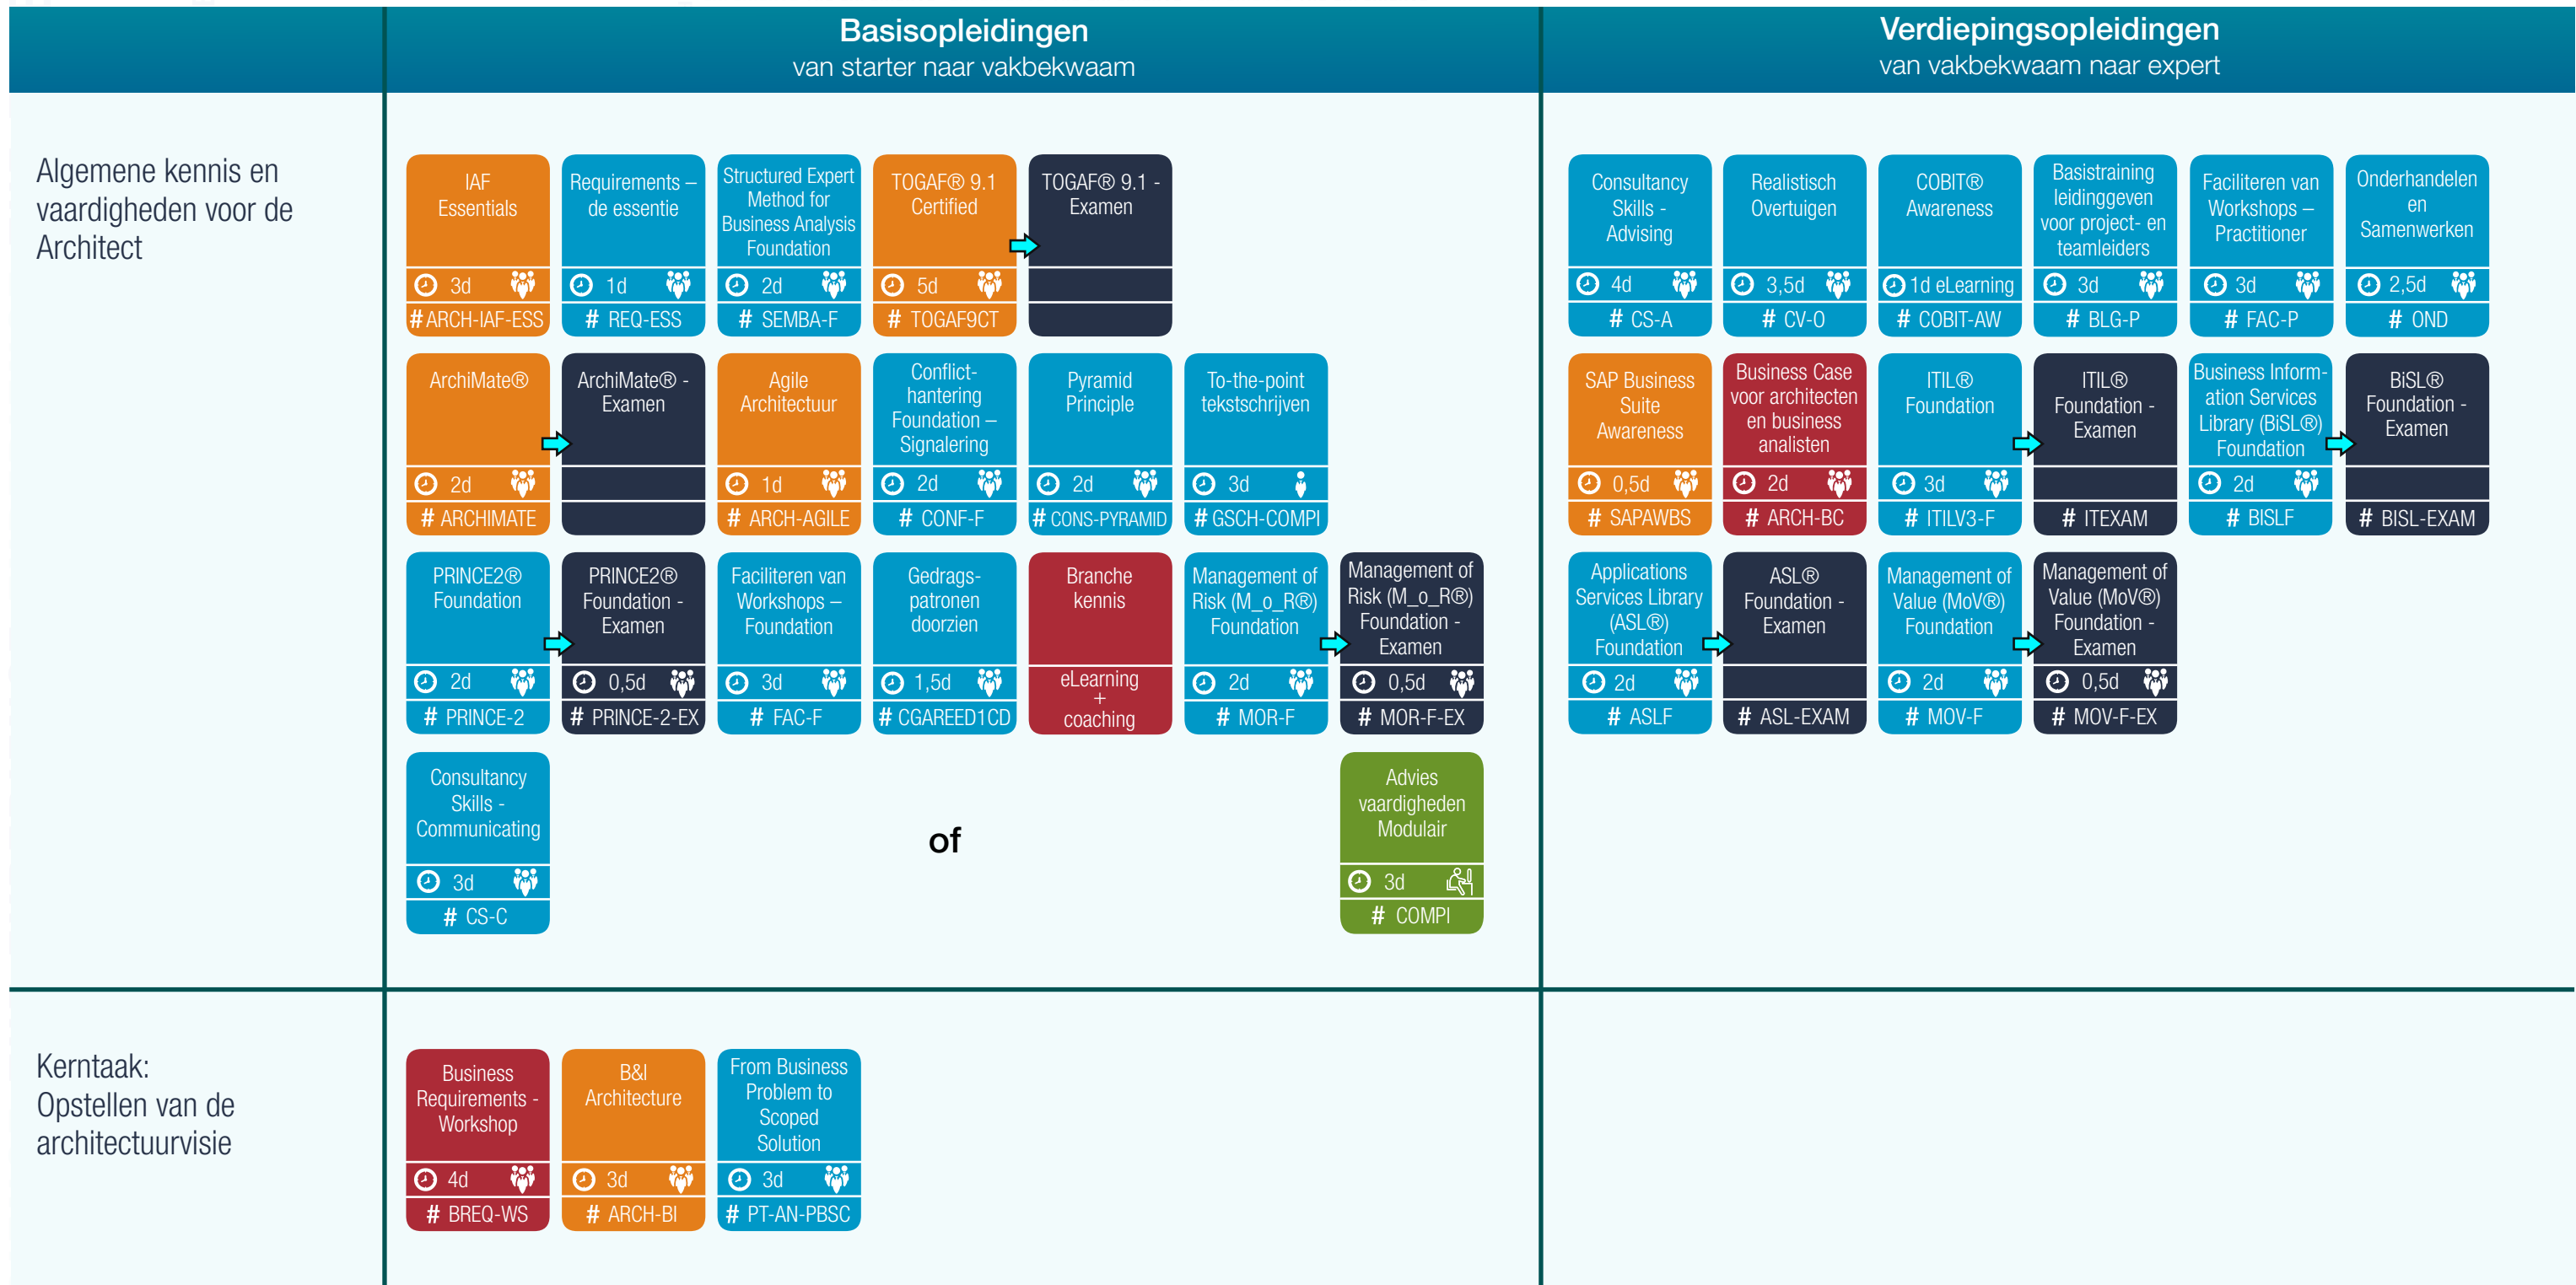 Basisopleidingen
van starter naar vakbekwaam
Verdiepingsopleidingen
van vakbekwaam naar expert
Algemene kennis en
vaardigheden voor de
Architect
IAF
Essentials
3d
# ARCH-IAF-ESS
Requirements –
de essentie
1d
# REQ-ESS
Structured Expert
Method for
Business Analysis
Foundation
2d
# SEMBA-F
TOGAF® 9.1
Certified
5d
# TOGAF9CT
TOGAF® 9.1 -
Examen
ArchiMate®
2d
# ARCHIMATE
ArchiMate® -
Examen
Agile
Architectuur
1d
# ARCH-AGILE
Conflict-
hantering
Foundation –
Signalering
2d
# CONF-F
Pyramid
Principle
2d
# CONS-PYRAMID
To-the-point
tekstschrijven
3d
# GSCH-COMPI
PRINCE2®
Foundation
2d
# PRINCE-2
PRINCE2®
Foundation -
Examen
0,5d
# PRINCE-2-EX
Faciliteren van
Workshops –
Foundation
3d
# FAC-F
Gedrags-
patronen
doorzien
1,5d
# CGAREED1CD
Branche
kennis
eLearning
+
coaching
Management of
Risk (M_o_R®)
Foundation
2d
# MOR-F
Management of
Risk (M_o_R®)
Foundation -
Examen
0,5d
# MOR-F-EX
Consultancy
Skills -
Communicating
3d
# CS-C
of
Advies
vaardigheden
Modulair
3d
# COMPI
Consultancy
Skills -
Advising
4d
# CS-A
Realistisch
Overtuigen
3,5d
# CV-O
COBIT®
Awareness
1d eLearning
# COBIT-AW
Basistraining
leidinggeven
voor project- en
teamleiders
3d
# BLG-P
Faciliteren van
Workshops –
Practitioner
3d
# FAC-P
Onderhandelen
en
Samenwerken
2,5d
# OND
SAP Business
Suite
Awareness
0,5d
# SAPAWBS
Business Case
voor architecten
en business
analisten
2d
# ARCH-BC
ITIL®
Foundation
3d
# ITILV3-F
ITIL®
Foundation -
Examen
# ITEXAM
Business Inform-
ation Services
Library (BiSL®)
Foundation
2d
# BISLF
BiSL®
Foundation -
Examen
# BISL-EXAM
Applications
Services Library
(ASL®)
Foundation
2d
# ASLF
ASL®
Foundation -
Examen
# ASL-EXAM
Management of
Value (MoV®)
Foundation
2d
# MOV-F
Management of
Value (MoV®)
Foundation -
Examen
0,5d
# MOV-F-EX
Kerntaak:
Opstellen van de
architectuurvisie
Business
Requirements -
Workshop
4d
# BREQ-WS
B&I
Architecture
3d
# ARCH-BI
From Business
Problem to
Scoped
Solution
3d
# PT-AN-PBSC